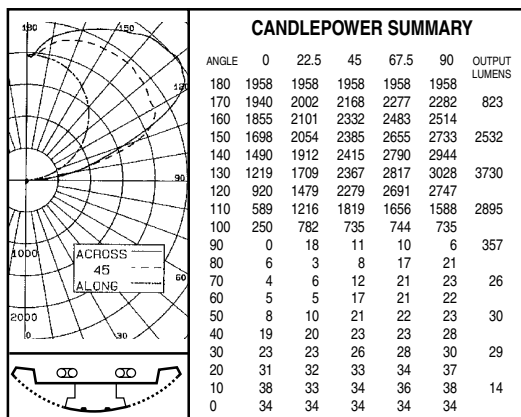 180
150
120
90
60
30
0
1000
2000
ACROSS
45
ALONG
CANDLEPOWER SUMMARY
ANGLE 0 22.5 45 67.5 90 OUTPUT LUMENS
180 1958 1958 1958 1958 1958
170 1940 2002 2168 2277 2282 823
160 1855 2101 2332 2483 2514
150 1698 2054 2385 2655 2733 2532
140 1490 1912 2415 2790 2944
130 1219 1709 2367 2817 3028 3730
120 920 1479 2279 2691 2747
110 589 1216 1819 1656 1588 2895
100 250 782 735 744 735
90 0 18 11 10 6 357
80 6 3 8 17 21
70 4 6 12 21 23 26
60 5 5 17 21 22
50 8 10 21 22 23 30
40 19 20 23 23 28
30 23 23 26 28 30 29
20 31 32 33 34 37
10 38 33 34 36 38 14
0 34 34 34 34 34